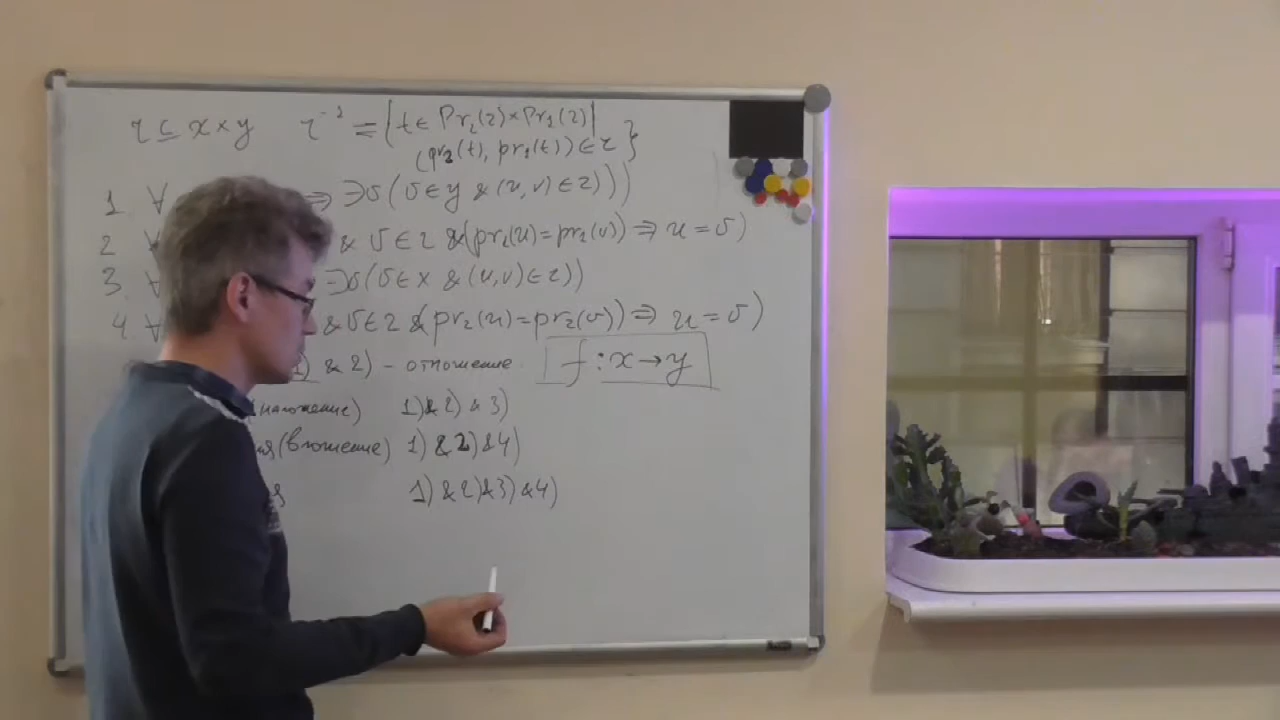 r ⊆ x × y r⁻¹ = {t ∈ Pr₂(r) × Pr₁(r) |
(pr₂(t), pr₁(t)) ∈ r}
1 ∀ ⇒ ∃v(v ∈ y & (u, v) ∈ r)))
2 & v ∈ r & (pr₁(u) = pr₁(v)) ⇒ u = v)
3. ∀ ∃v(v ∈ x & (u, v) ∈ r))
4 ∀ & v ∈ r & (pr₂(u) = pr₂(v)) ⇒ u = v)
1) & 2) - отношение f : x → y
(наложение) 1) & 2) & 3)
(вложение) 1) & 2) & 4)
1) & 2) & 3) & 4)